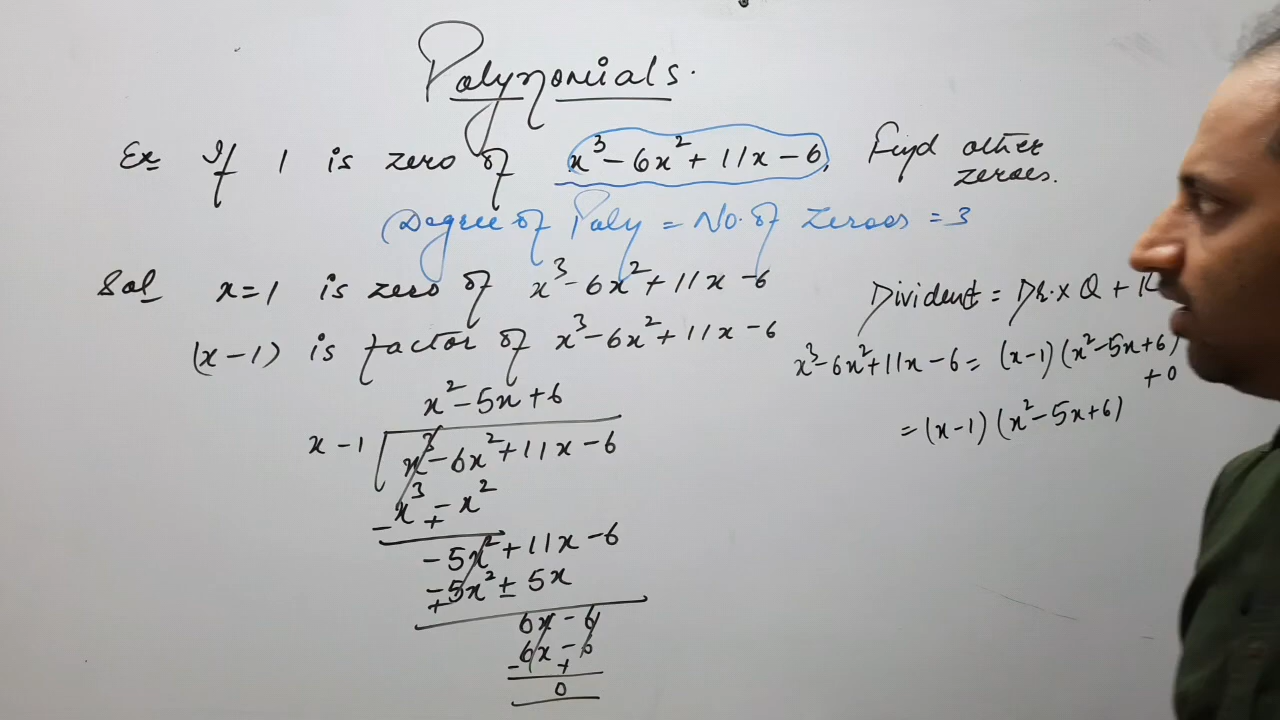 Polynomials.
Ex If 1 is zero of x³ - 6x² + 11x - 6, Find other zeroes.
Degree of Poly = No. of Zeroes = 3
Sol x=1 is zero of x³ - 6x² + 11x - 6
(x-1) is factor of x³ - 6x² + 11x - 6
x² - 5x + 6
x - 1 x³ - 6x² + 11x - 6
x³ - x²
- +
- 5x² + 11x - 6
- 5x² ± 5x
+
6x - 6
6x - 6
- +
0
Divident = Dr. x Q + R
x³ - 6x² + 11x - 6 = (x-1) (x² - 5x + 6)
+ 0
= (x-1) (x² - 5x + 6)